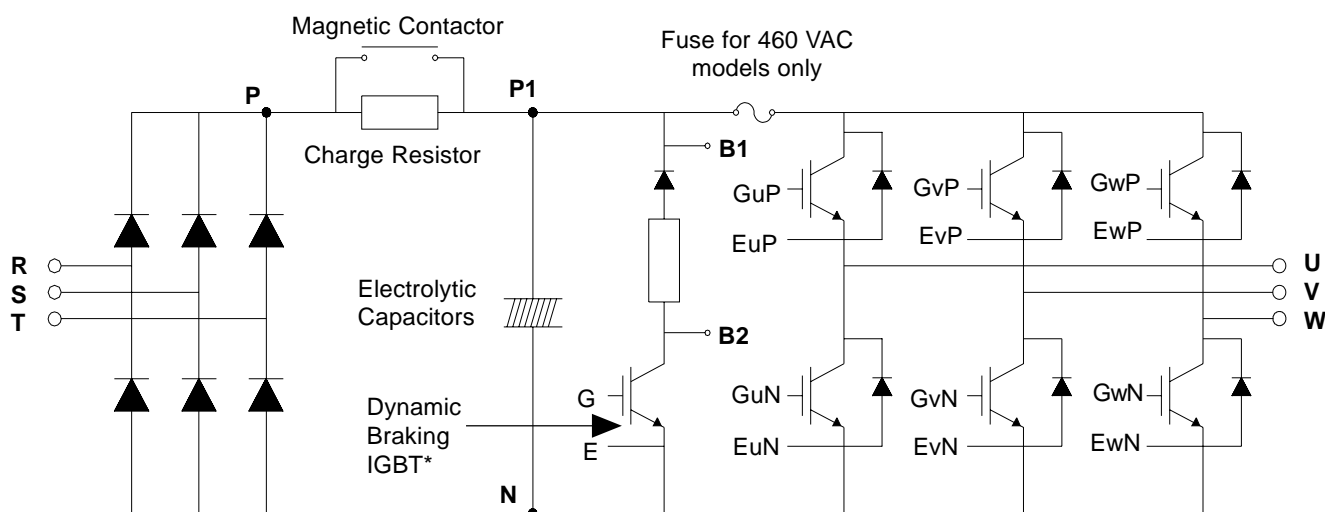 Magnetic Contactor
Fuse for 460 VAC
models only
P
P1
Charge Resistor
B1
GuP
GvP
GwP
EuP
EvP
EwP
R
S
T
U
V
W
Electrolytic
Capacitors
B2
G
GuN
GvN
GwN
Dynamic
Braking
IGBT*
E
EuN
EvN
EwN
N